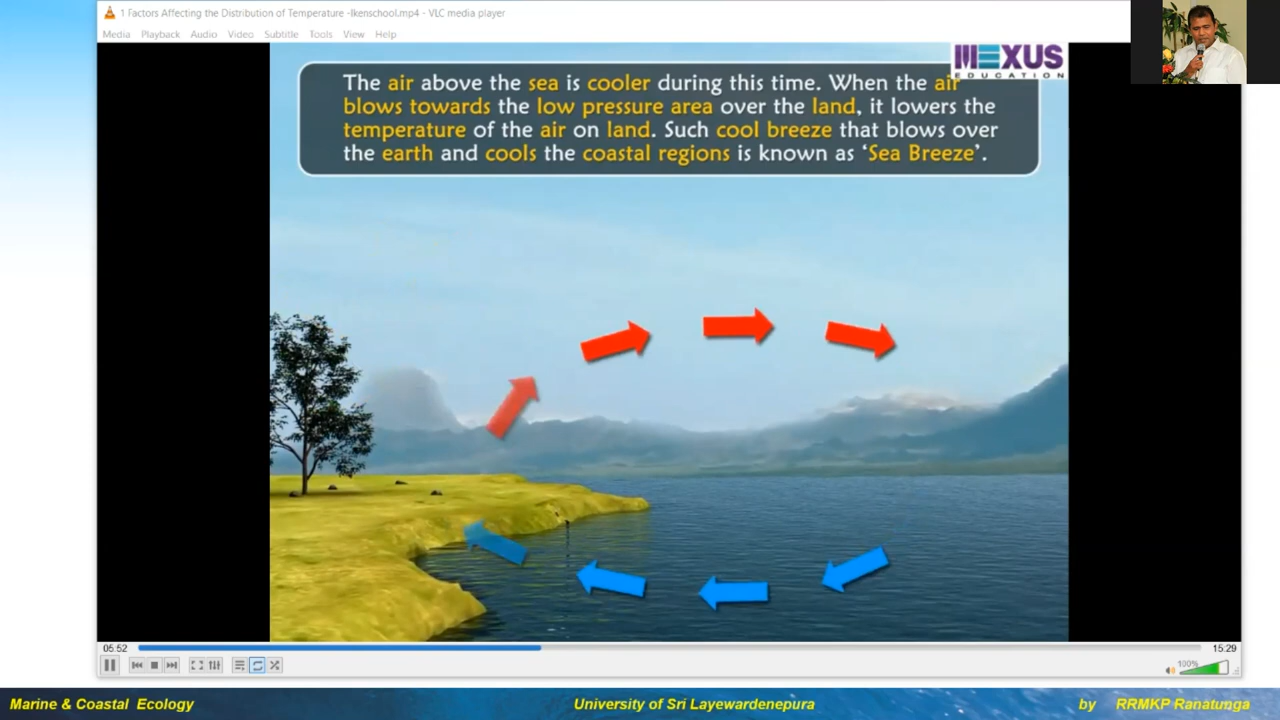 1 Factors Affecting the Distribution of Temperature -Ikenschool.mp4 - VLC media player
Media Playback Audio Video Subtitle Tools View Help
MEXUS
EDUCATION
The air above the sea is cooler during this time. When the air
blows towards the low pressure area over the land, it lowers the
temperature of the air on land. Such cool breeze that blows over
the earth and cools the coastal regions is known as ‘Sea Breeze’.
05:52
15:29
100%
Marine & Coastal Ecology
University of Sri Layewardenepura
by RRMKP Ranatunga